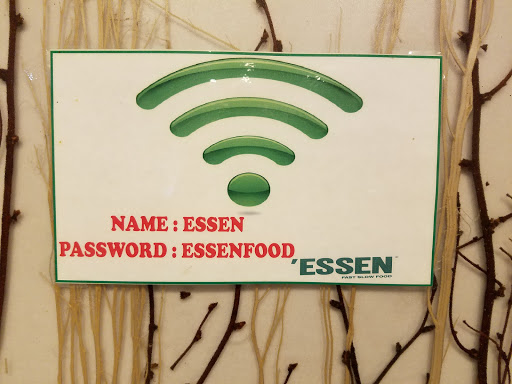 NAME : ESSEN
PASSWORD : ESSENFOOD
'ESSEN
FAST SLOW FOOD